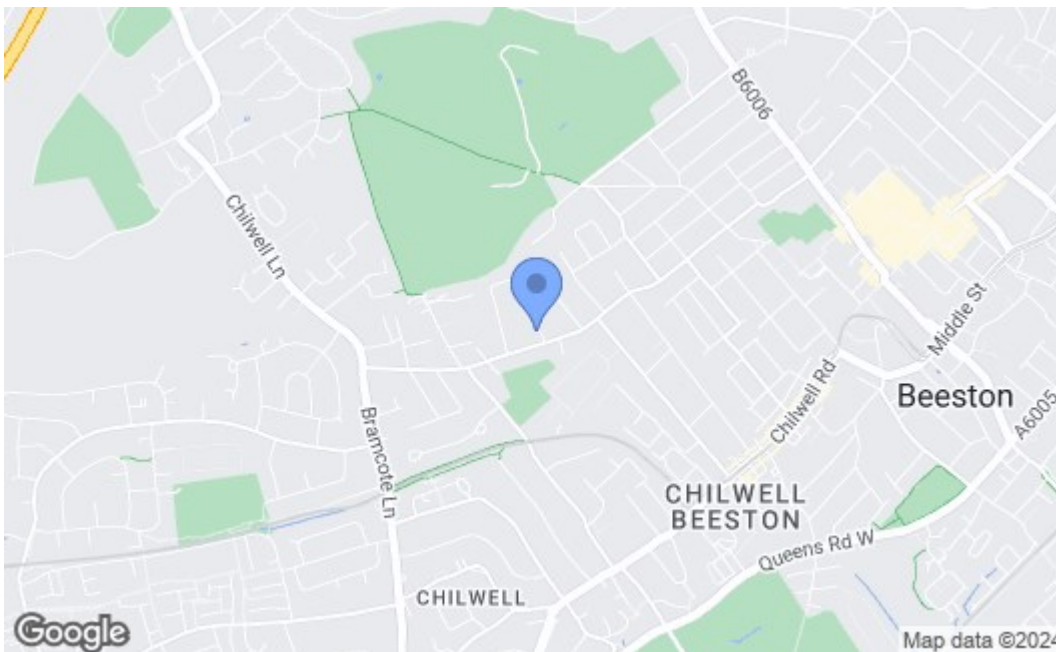 B6006
Chilwell Ln
Middle St
Chilwell Rd
Beeston
A6005
Bramcote Ln
CHILWELL
BEESTON
Queens Rd W
CHILWELL
Google
Map data ©2024